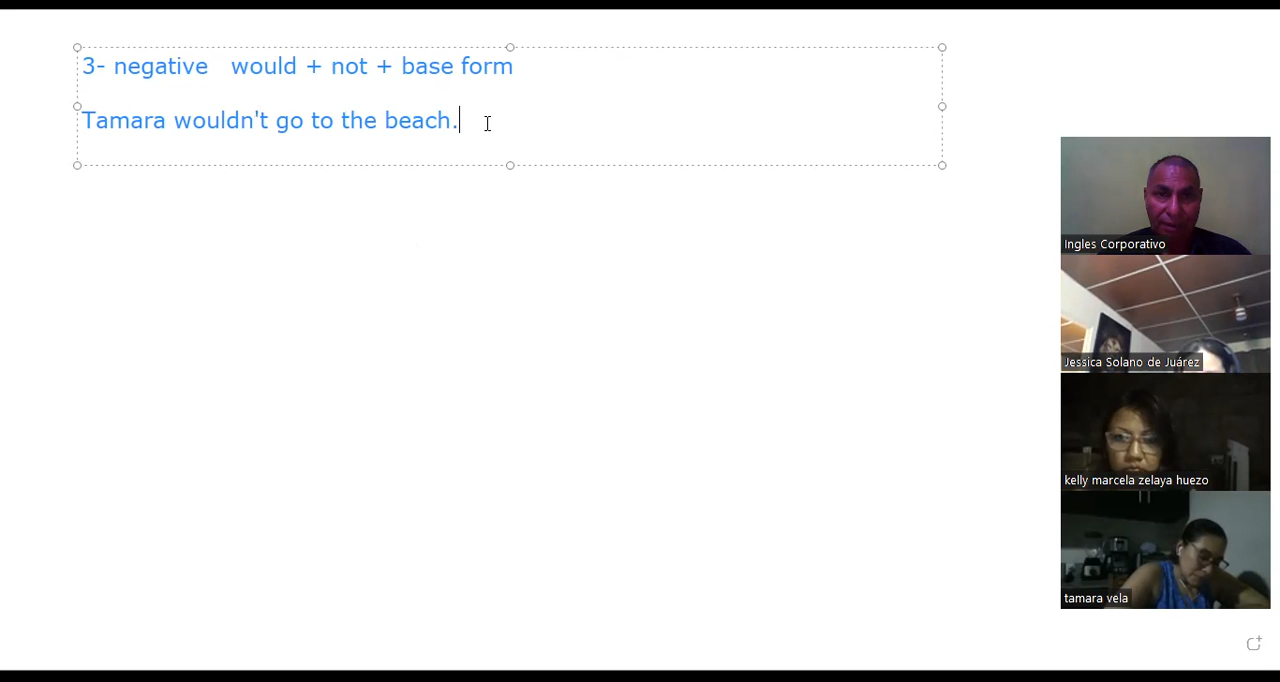 3- negative would + not + base form
Tamara wouldn't go to the beach.
Ingles Corporativo
Jessica Solano de Juárez
kelly marcela zelaya huezo
tamara vela